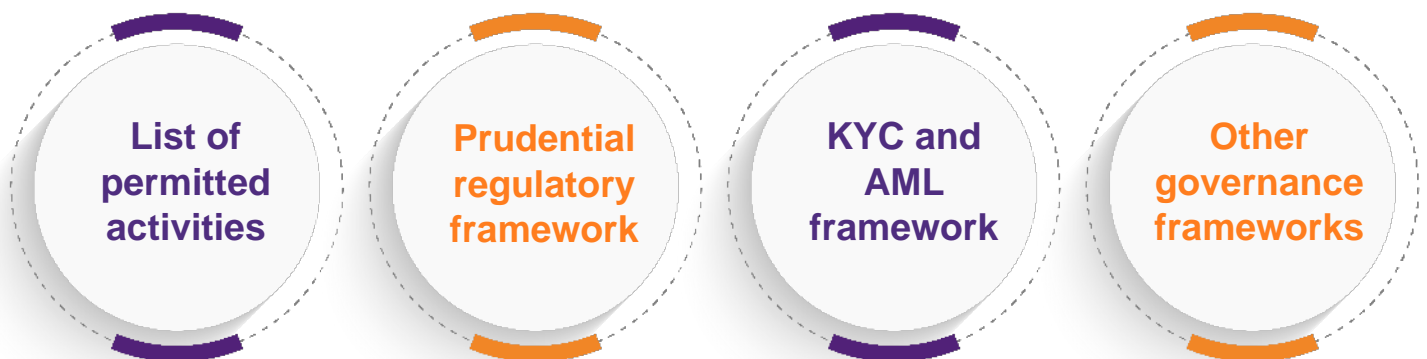 List of
permitted
activities
Prudential
regulatory
framework
KYC and
AML
framework
Other
governance
frameworks